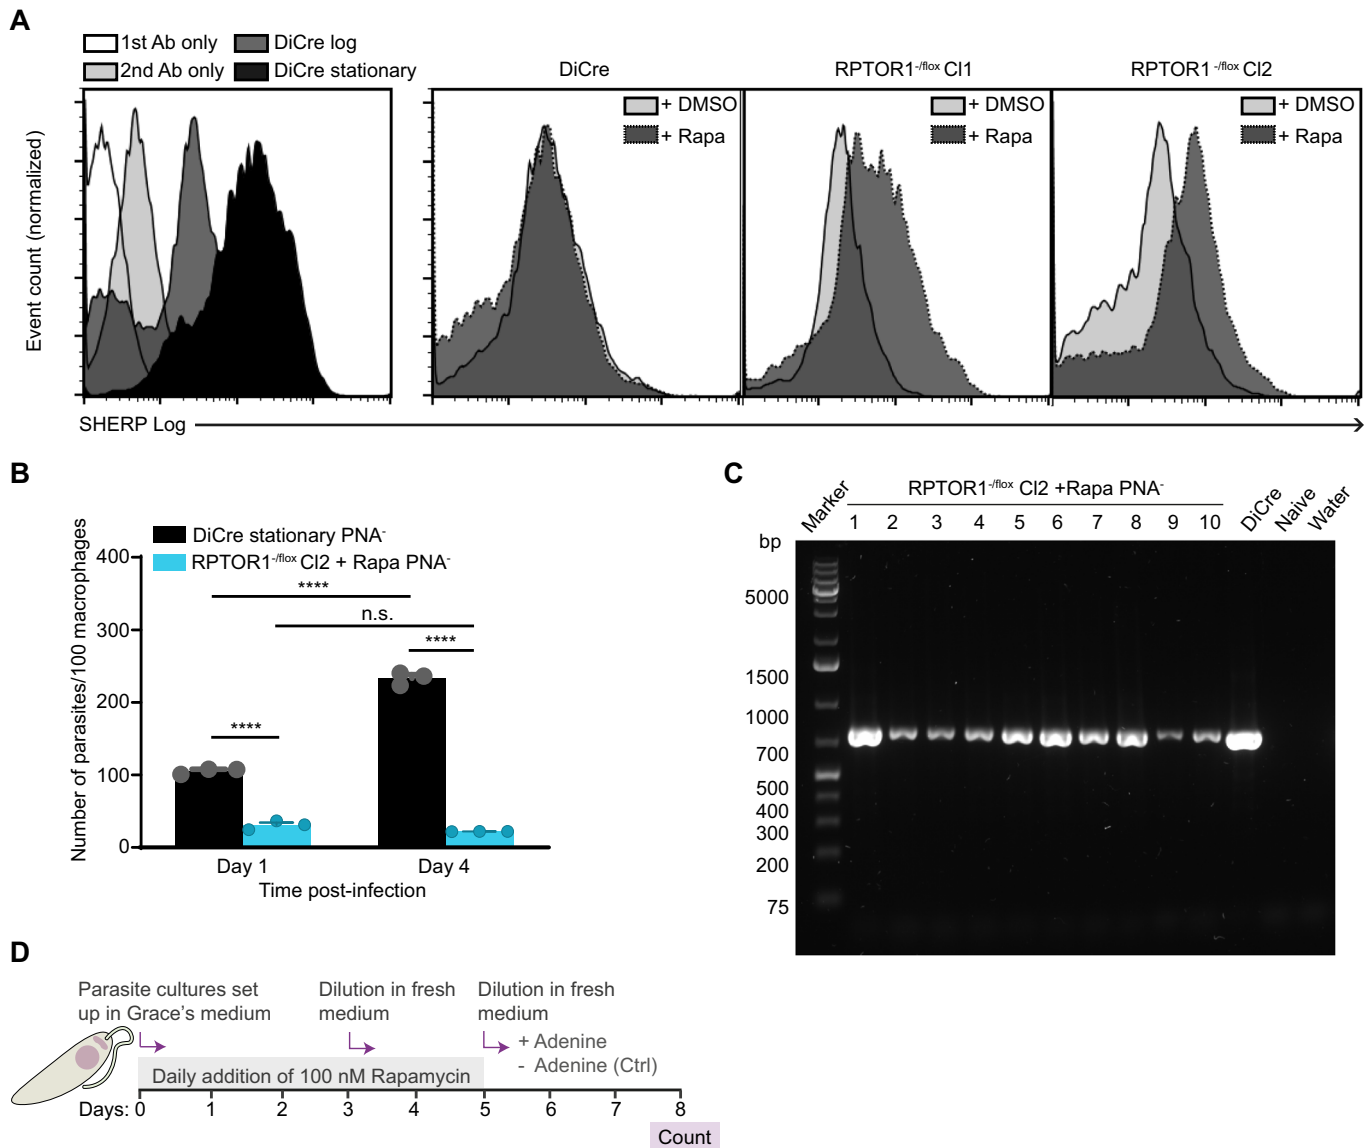 A
1st Ab only
DiCre log
2nd Ab only
DiCre stationary
DiCre
RPTOR1-/flox Cl1
RPTOR1-/flox Cl2
+ DMSO
+ Rapa
+ DMSO
+ Rapa
+ DMSO
+ Rapa
Event count (normalized)
SHERP Log
B
DiCre stationary PNA-
RPTOR1-/flox Cl2 + Rapa PNA-
Number of parasites/100 macrophages
400
300
200
100
0
****
n.s.
****
****
Day 1
Day 4
Time post-infection
C
Marker
RPTOR1-/flox Cl2 +Rapa PNA-
1 2 3 4 5 6 7 8 9 10
DiCre
Naive
Water
bp
5000
1500
1000
700
500
400
300
200
75
D
Parasite cultures set
up in Grace's medium
Dilution in fresh
medium
Dilution in fresh
medium
+ Adenine
- Adenine (Ctrl)
Daily addition of 100 nM Rapamycin
Days: 0 1 2 3 4 5 6 7 8
Count